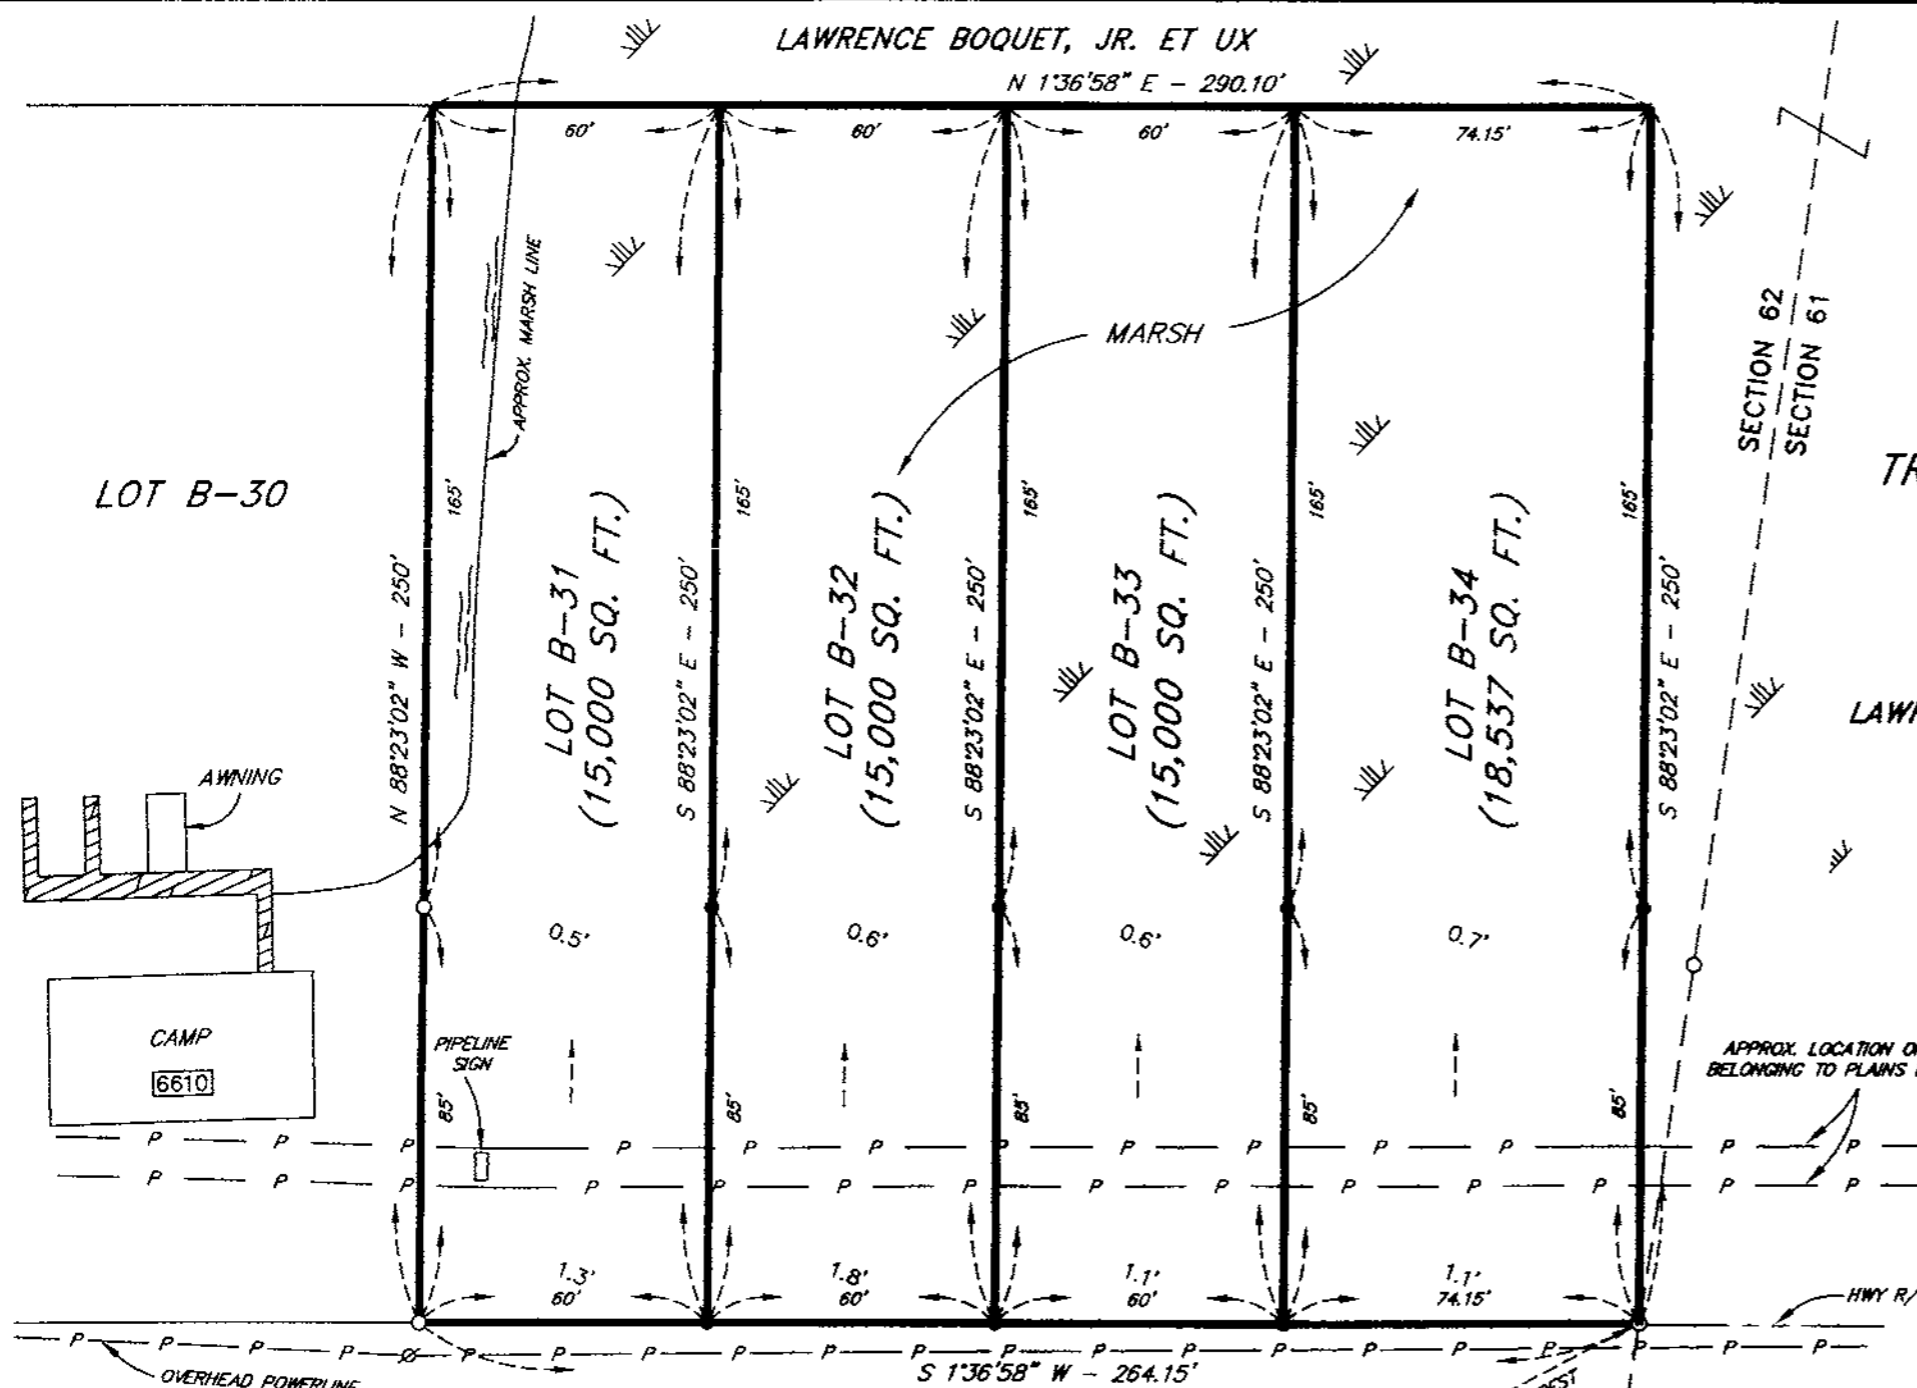 LAWRENCE BOQUET, JR. ET UX
N 1°36'58" E - 290.10'
60'
60'
60'
74.15'
APPROX. MARSH LINE
MARSH
SECTION 62
SECTION 61
LOT B-30
TR
165'
165'
165'
165'
165'
N 88°23'02" W - 250'
LOT B-31
(15,000 SQ. FT.)
S 88°23'02" E - 250'
LOT B-32
(15,000 SQ. FT.)
S 88°23'02" E - 250'
LOT B-33
(15,000 SQ. FT.)
S 88°23'02" E - 250'
LOT B-34
(18,537 SQ. FT.)
S 88°23'02" E - 250'
LAW
AWNING
0.5'
0.6'
0.6'
0.7'
CAMP
6610
PIPELINE
SIGN
APPROX. LOCATION O
BELONGING TO PLAINS
85'
85'
85'
85'
85'
P P P P P P P P P P P P P P
P P P P P P P P P P P P P P
1.3'
60'
1.8'
60'
1.1'
60'
1.1'
74.15'
HWY R/
P P P P P P P P P P P P P P P P P P P
OVERHEAD POWERLINE
S 1°36'58" W - 264.15'